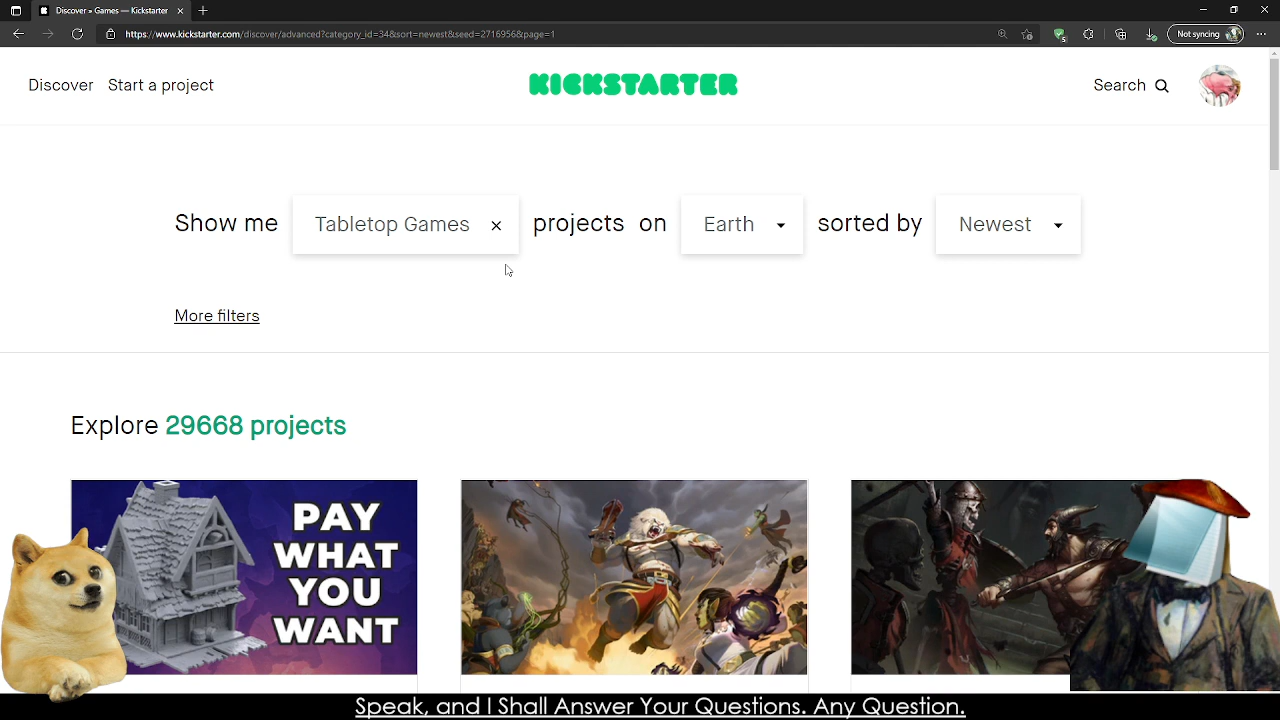 Discover » Games — Kickstarter
https://www.kickstarter.com/discover/advanced?category_id=34&sort=newest&seed=2716956&page=1
Not syncing
Discover Start a project
KICKSTARTER
Search
Show me Tabletop Games projects on Earth sorted by Newest
More filters
Explore 29668 projects
PAY
WHAT
YOU
WANT
Speak, and I Shall Answer Your Questions. Any Question.